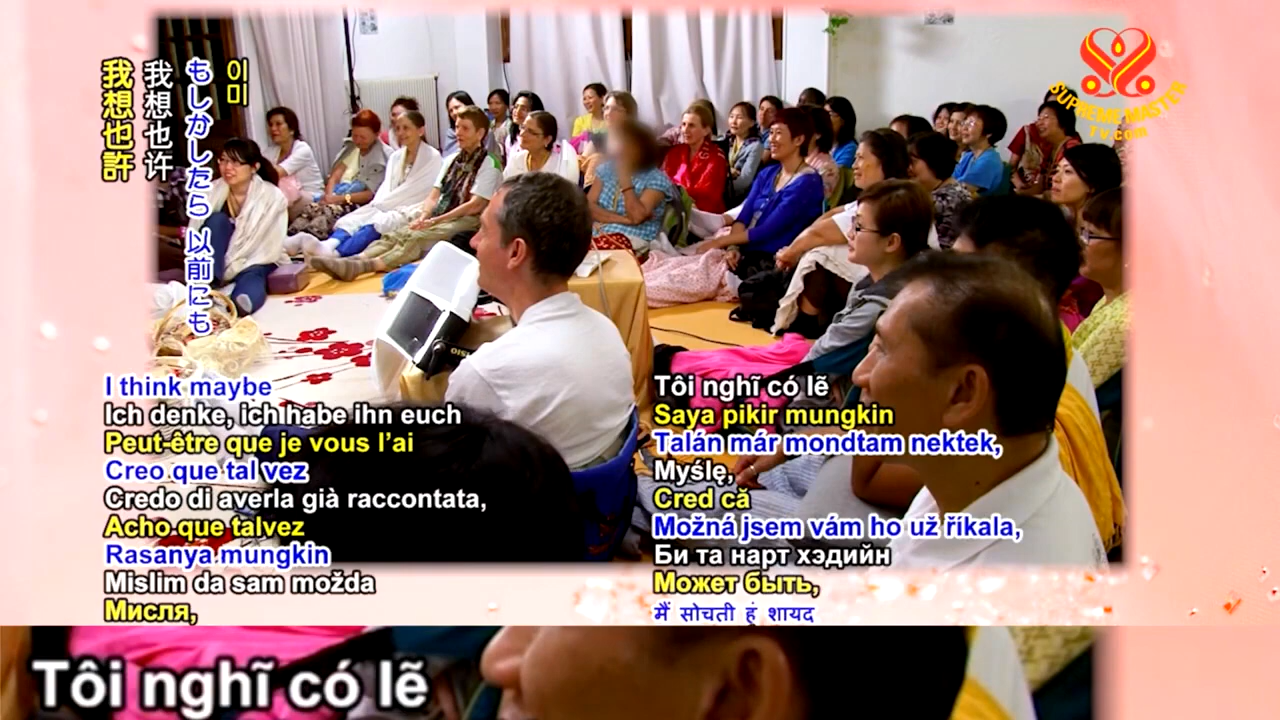 我想也許
我想也许
もしかしたら 以前にも
이미
SUPREME MASTER
Tv.com
VISIO
I think maybe
Ich denke, ich habe ihn euch
Peut-être que je vous l’ai
Creo que tal vez
Credo di averla già raccontata,
Acho que talvez
Rasanya mungkin
Mislim da sam možda
Мисля,
Tôi nghĩ có lẽ
Saya pikir mungkin
Talán már mondtam nektek,
Myślę,
Cred că
Možná jsem vám ho už říkala,
Би та нарт хэдийн
Может быть,
मैं सोचती हूं शायद
Tôi nghĩ có lẽ